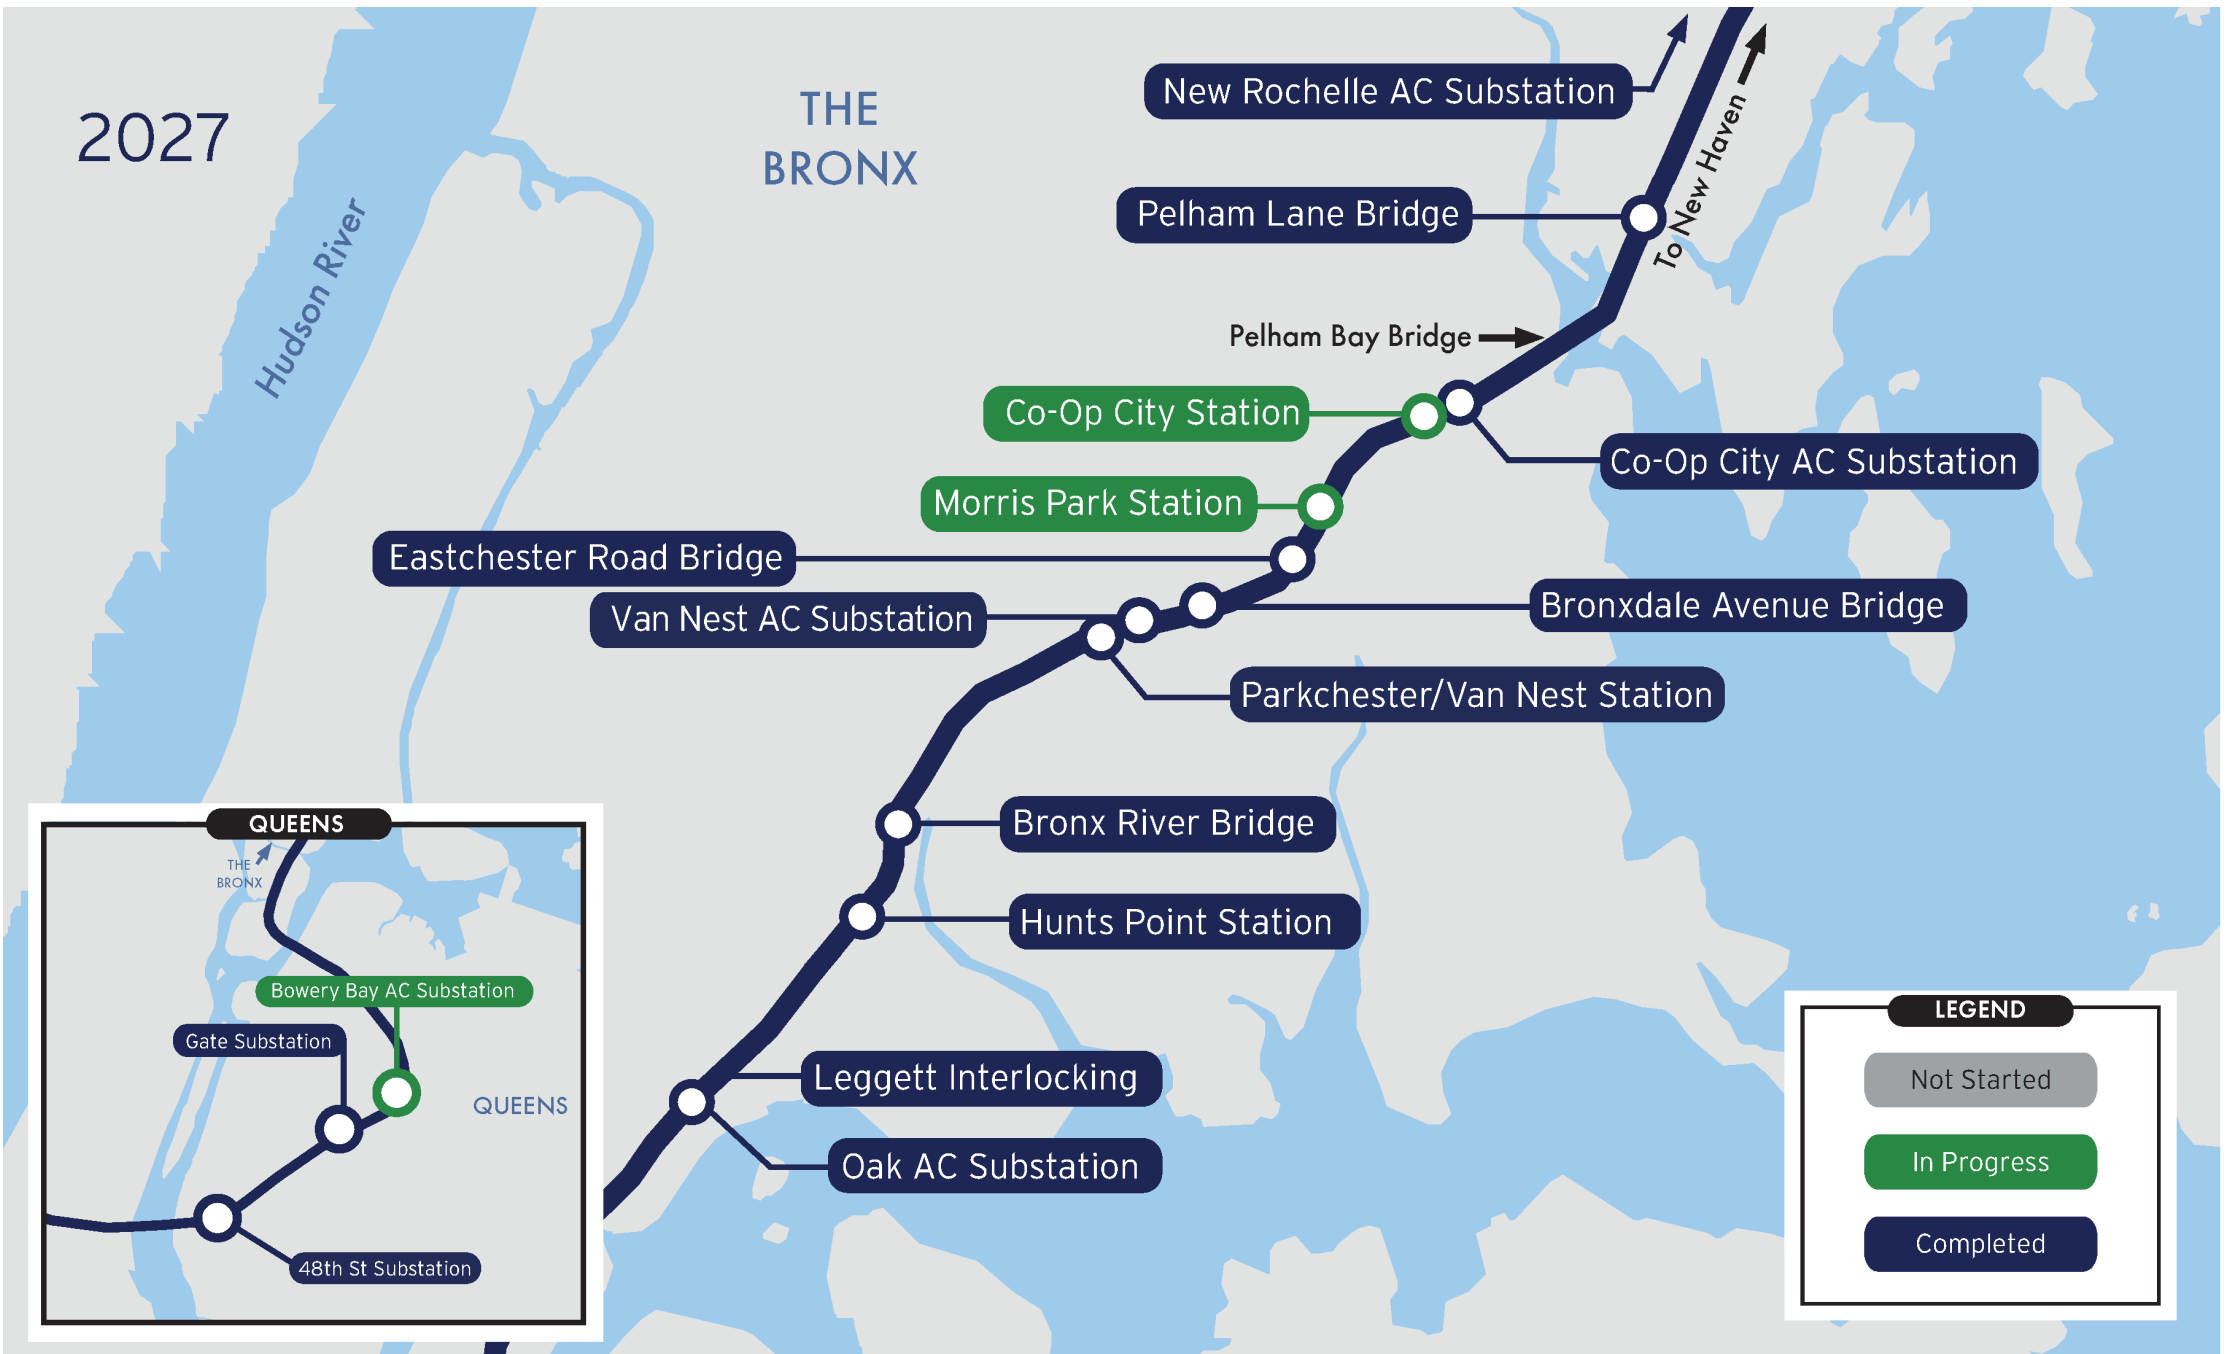 2027
THE
BRONX
Hudson River
New Rochelle AC Substation
To New Haven
Pelham Lane Bridge
Pelham Bay Bridge
Co-Op City Station
Co-Op City AC Substation
Morris Park Station
Eastchester Road Bridge
Van Nest AC Substation
Bronxdale Avenue Bridge
Parkchester/Van Nest Station
Bronx River Bridge
Hunts Point Station
Leggett Interlocking
Oak AC Substation
QUEENS
THE
BRONX
Bowery Bay AC Substation
Gate Substation
QUEENS
48th St Substation
LEGEND
Not Started
In Progress
Completed